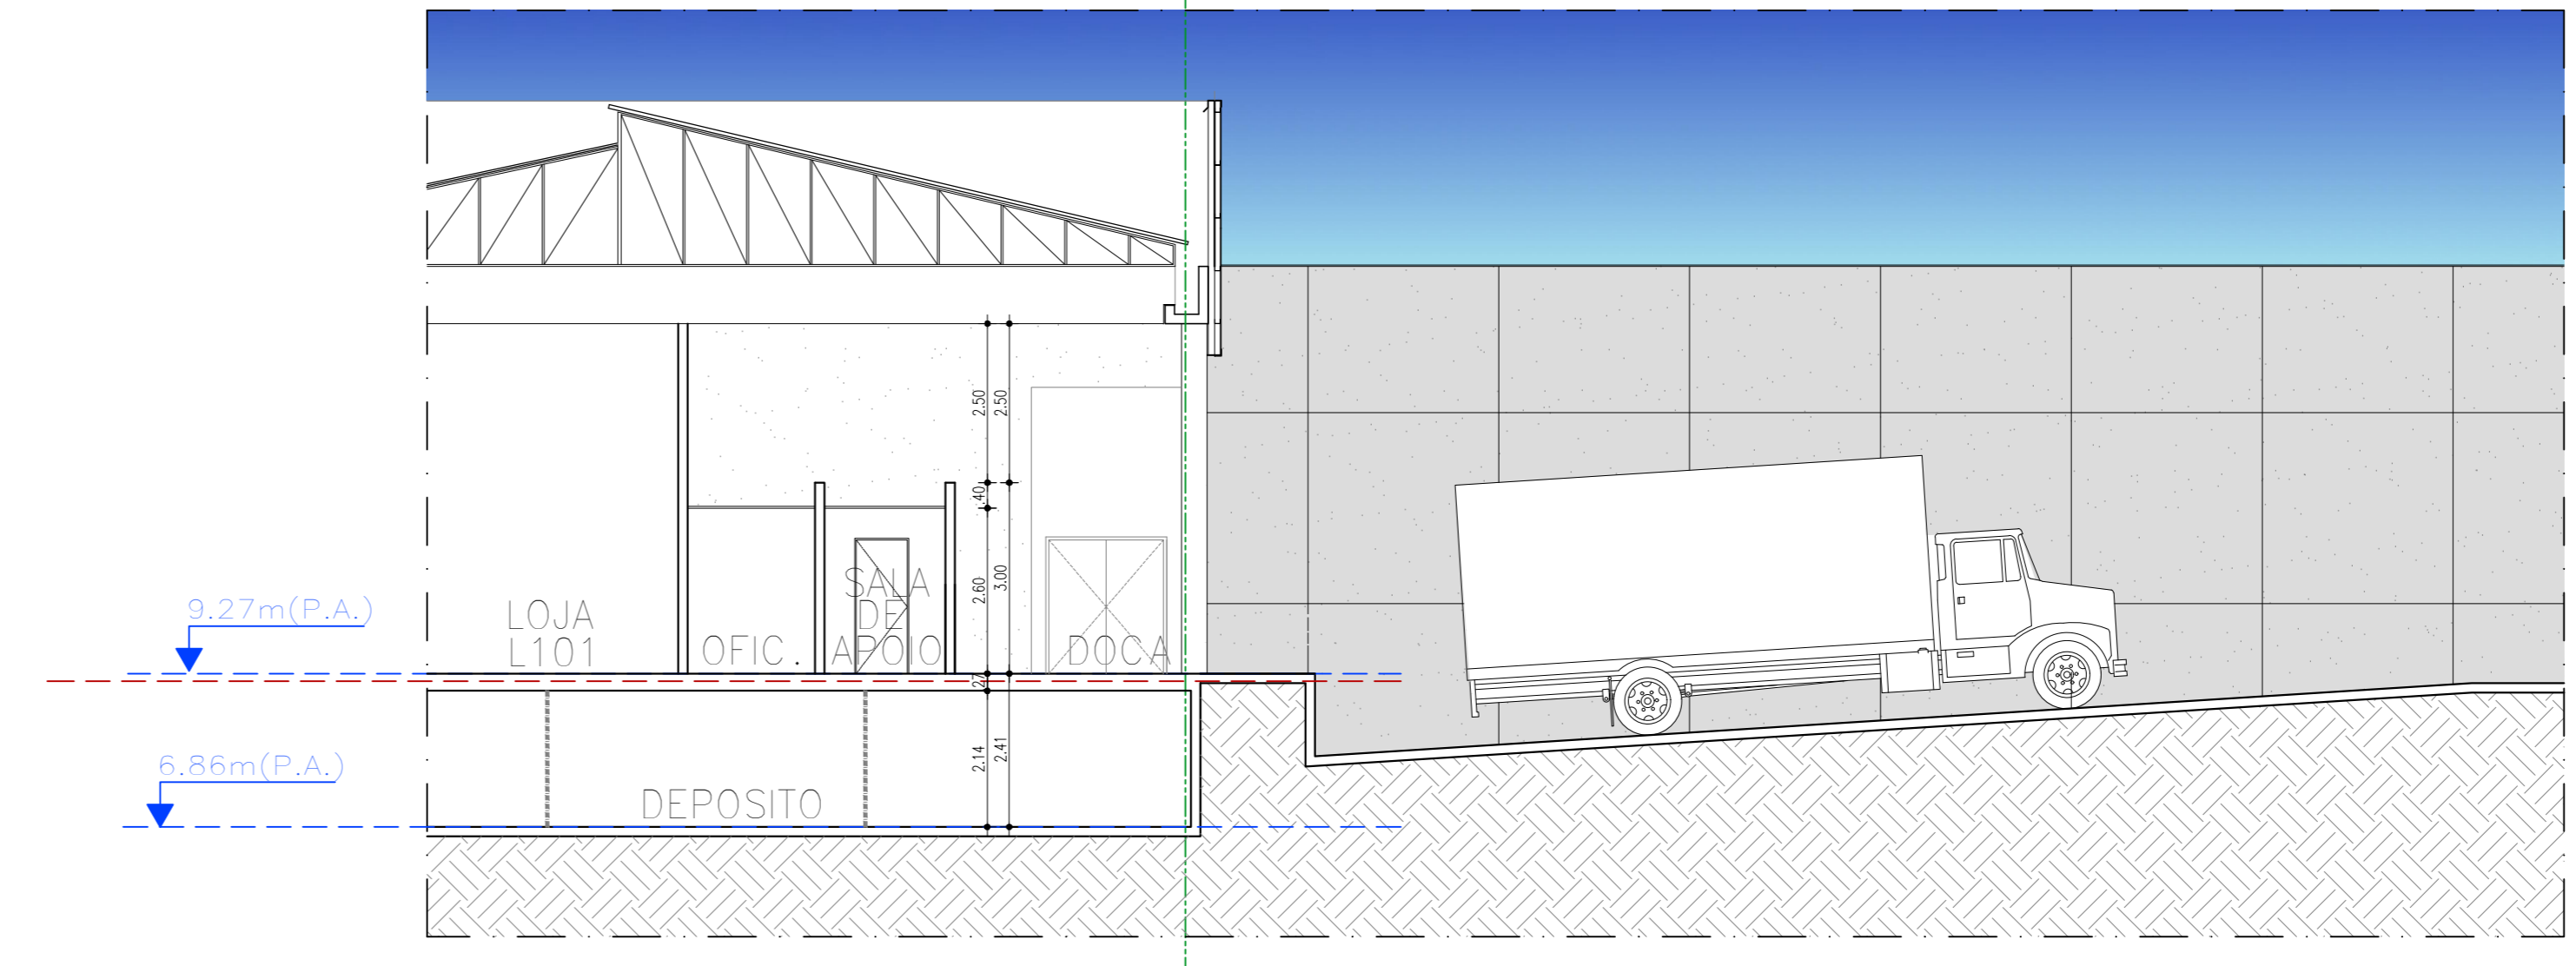 9.27m(P.A.)
6.86m(P.A.)
LOJA
L101
OFIC.
SALA
DE
APOIO
DOCA
DEPOSITO
2.50
2.50
.40
2.60
3.00
27
2.14
2.41